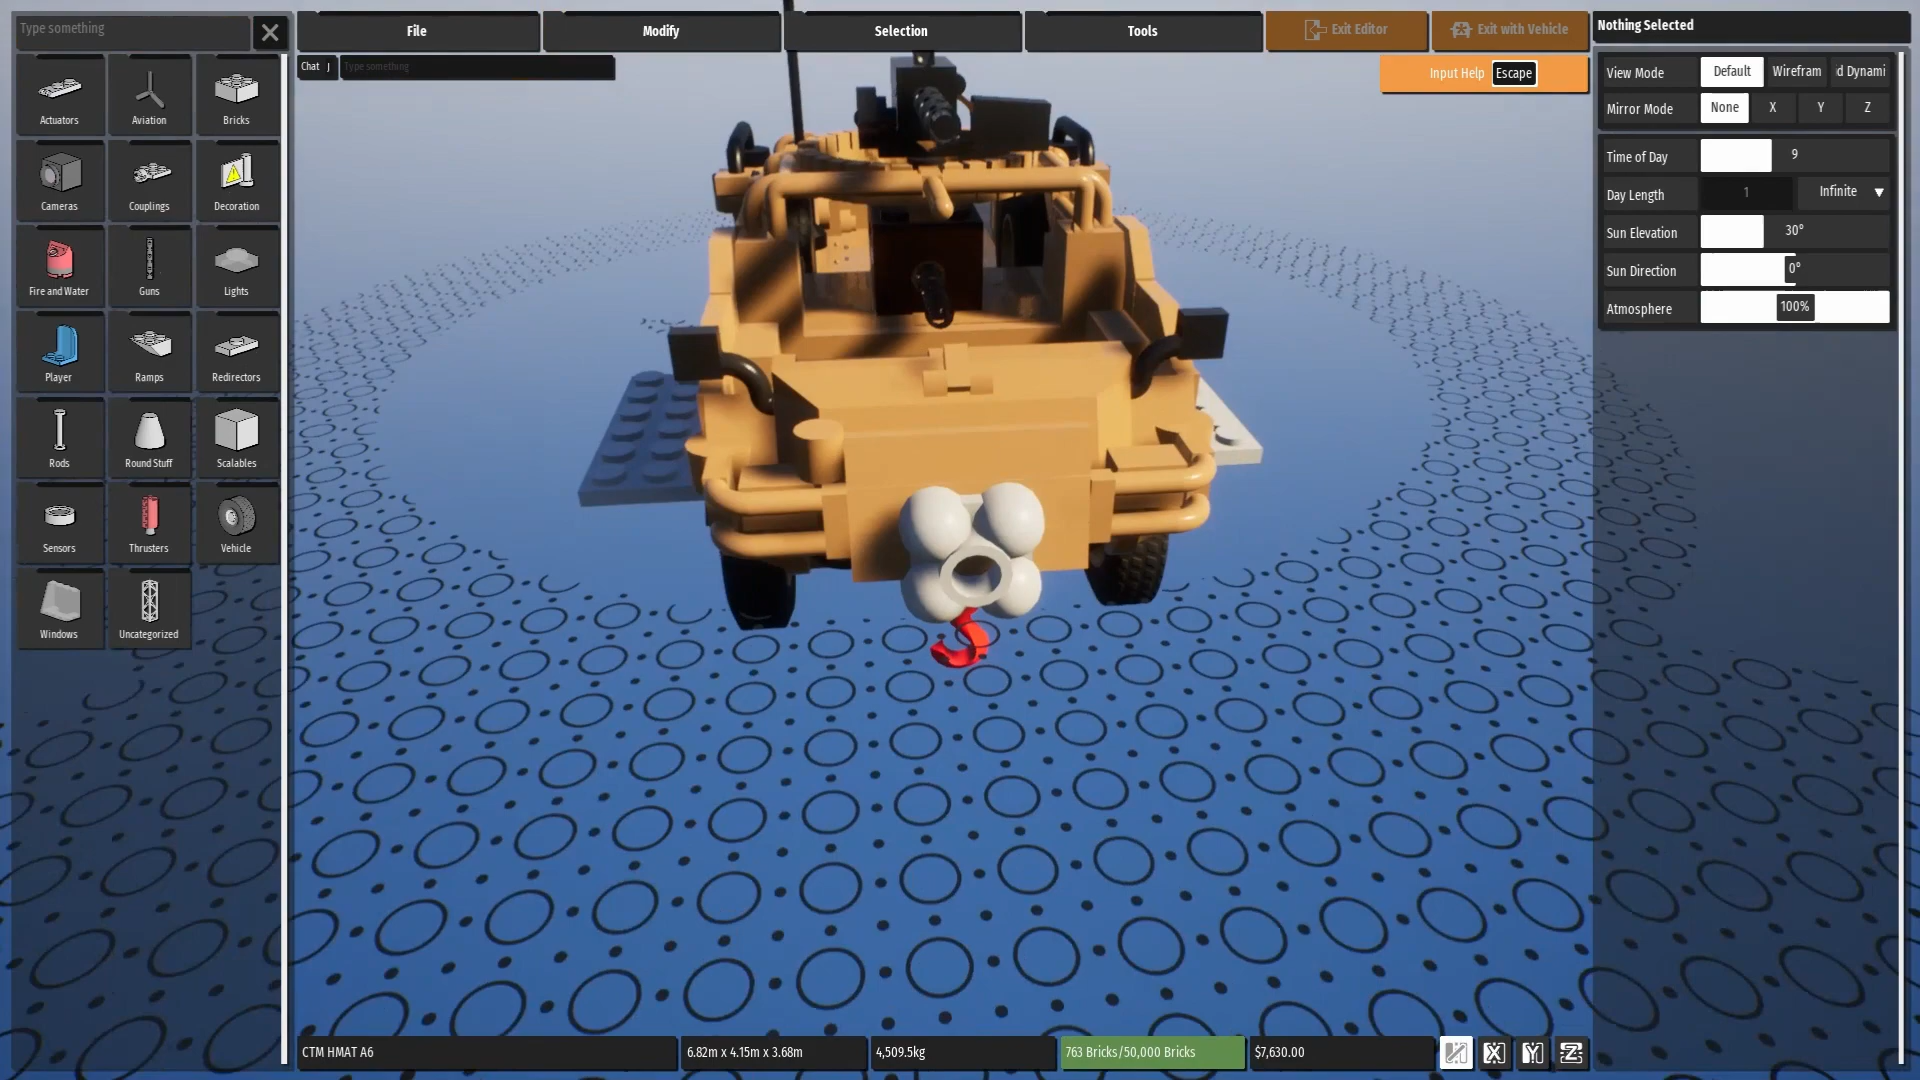 Type something
File
Modify
Selection
Tools
Exit Editor
Exit with Vehicle
Nothing Selected
Chat J
Type something
Input Help Escape
View Mode Default Wirefram d Dynami
Mirror Mode None X Y Z
Time of Day 9
Day Length 1 Infinite
Sun Elevation 30°
Sun Direction 0°
Atmosphere 100%
Actuators Aviation Bricks
Cameras Couplings Decoration
Fire and Water Guns Lights
Player Ramps Redirectors
Rods Round Stuff Scalables
Sensors Thrusters Vehicle
Windows Uncategorized
CTM HMAT A6
6.82m x 4.15m x 3.68m
4,509.5kg
763 Bricks/50,000 Bricks
$7,630.00
X Y Z